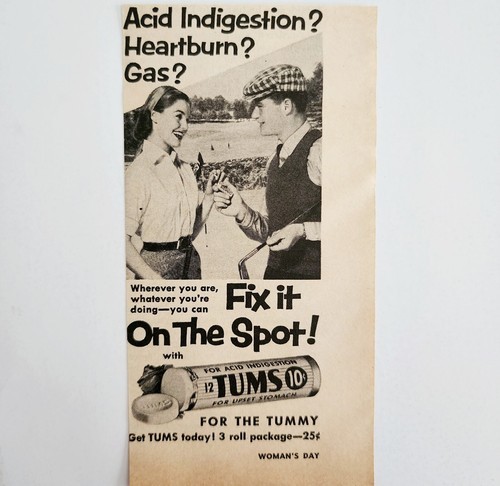 Acid Indigestion?
Heartburn?
Gas?
Wherever you are,
whatever you're
doing—you can
Fix it
On The Spot!
with
FOR ACID INDIGESTION
12 TUMS 10¢
FOR UPSET STOMACH
FOR THE TUMMY
Get TUMS today! 3 roll package—25¢
WOMAN'S DAY